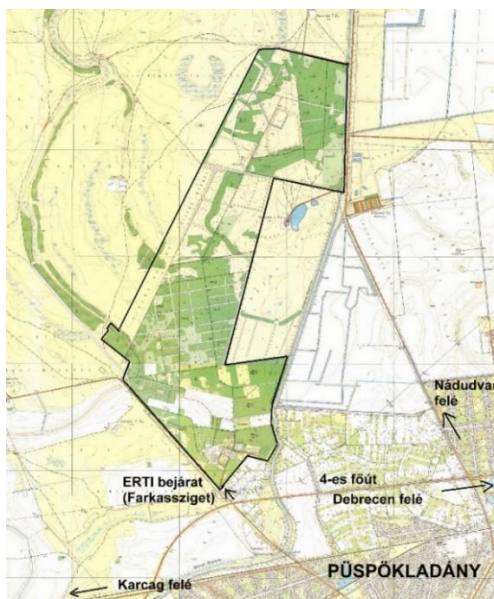 Nádudvar
felé
ERTI bejárat
(Farkassziget)
4-es főút
Debrecen felé
PÜSPÖKLADÁNY
Karcag felé